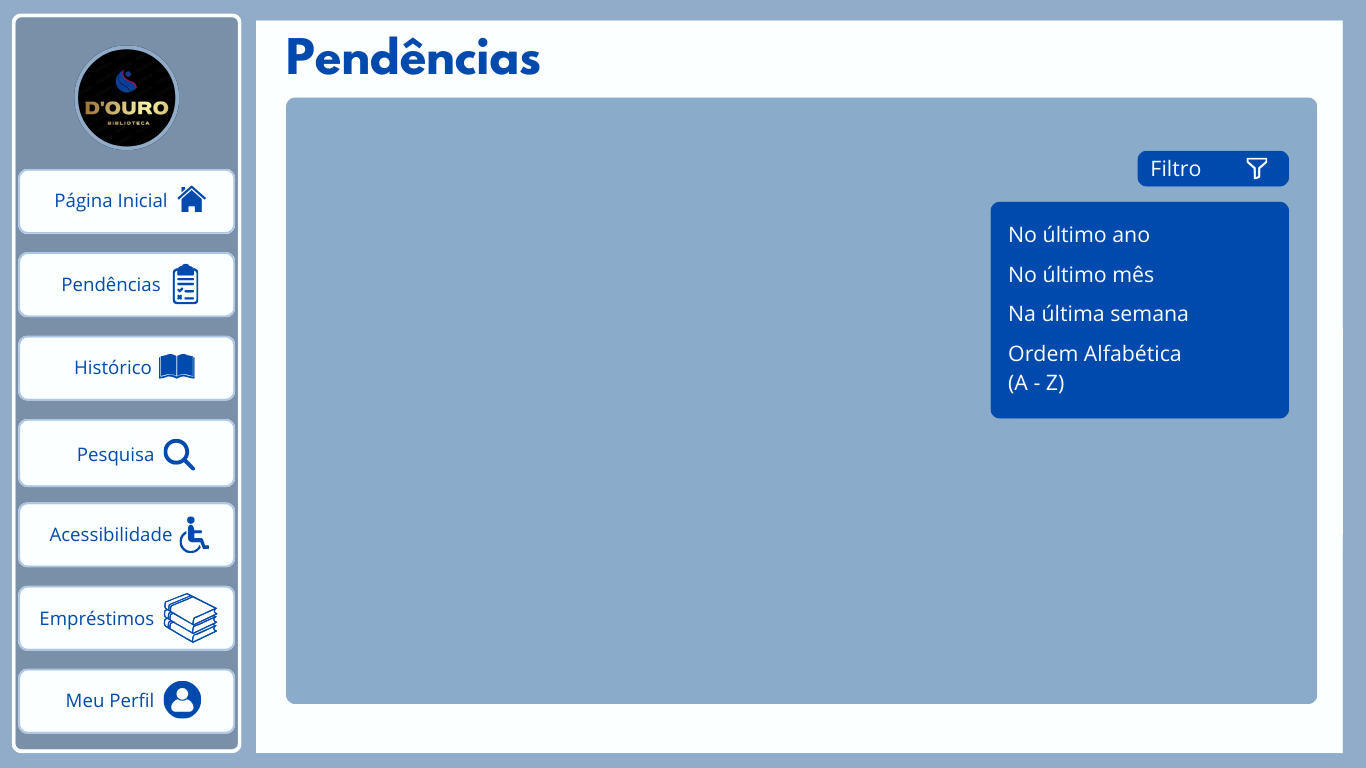 D'OURO
BIBLIOTECA
Página Inicial
Pendências
Histórico
Pesquisa
Acessibilidade
Empréstimos
Meu Perfil
Pendências
Filtro
No último ano
No último mês
Na última semana
Ordem Alfabética
(A - Z)